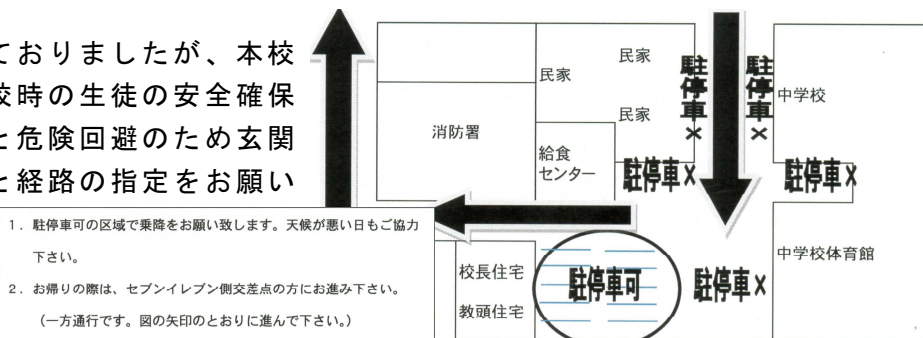 ておりましたが、本校
校時の生徒の安全確保
と危険回避のため玄関
と経路の指定をお願い
1. 駐停車可の区域で乗降をお願い致します。天候が悪い日もご協力
下さい。
2. お帰りの際は、セブンイレブン側交差点の方にお進み下さい。
（一方通行です。図の矢印のとおりに進んで下さい。）
消防署
民家
民家
民家
給食
センター
駐停車×
駐停車×
中学校
駐停車×
駐停車×
校長住宅
教頭住宅
駐停車可
駐停車×
中学校体育館